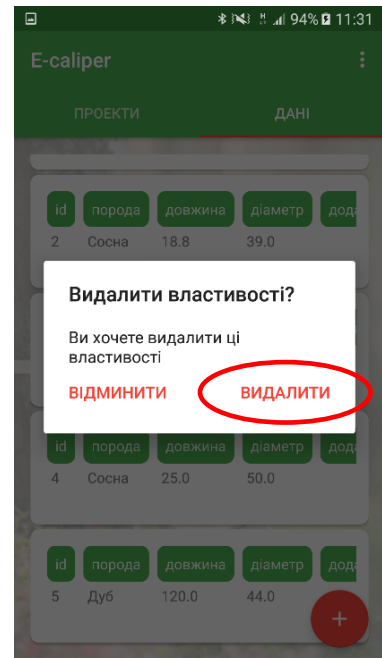 94% 11:31
E-caliper
ПРОЕКТИ ДАНІ
id порода довжина діаметр дода
2 Сосна 18.8 39.0
Видалити властивості?
Ви хочете видалити ці
властивості
ВІДМИНИТИ ВИДАЛИТИ
id порода довжина діаметр дода
4 Сосна 25.0 50.0
id порода довжина діаметр дода
5 Дуб 120.0 44.0
+